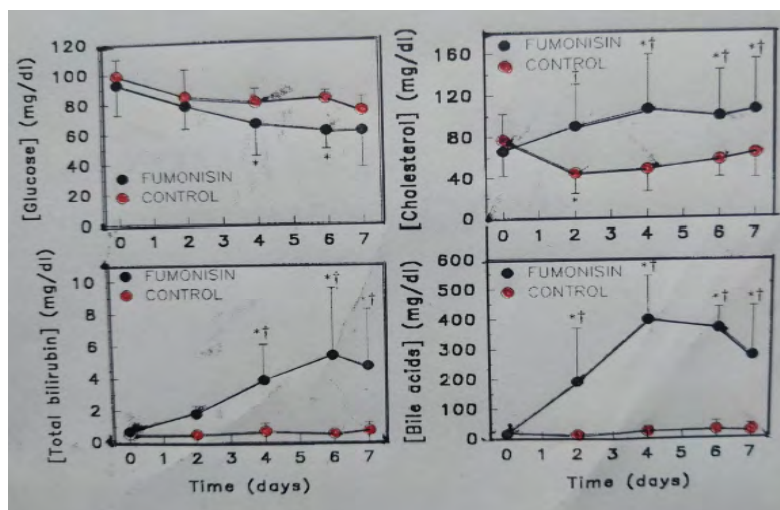 [Glucose] (mg/dl)
120
100
80
60
40
20
0
FUMONISIN
CONTROL
*
*
0 1 2 3 4 5 6 7
[Cholesterol] (mg/dl)
160
120
80
40
0
FUMONISIN
CONTROL
†
*†
*†
*†
*
0 1 2 3 4 5 6 7
[Total bilirubin] (mg/dl)
10
8
6
4
2
0
FUMONISIN
CONTROL
*†
*†
*†
0 1 2 3 4 5 6 7
Time (days)
[Bile acids] (mg/dl)
600
500
400
300
200
100
0
FUMONISIN
CONTROL
*†
*†
*†
*†
0 1 2 3 4 5 6 7
Time (days)